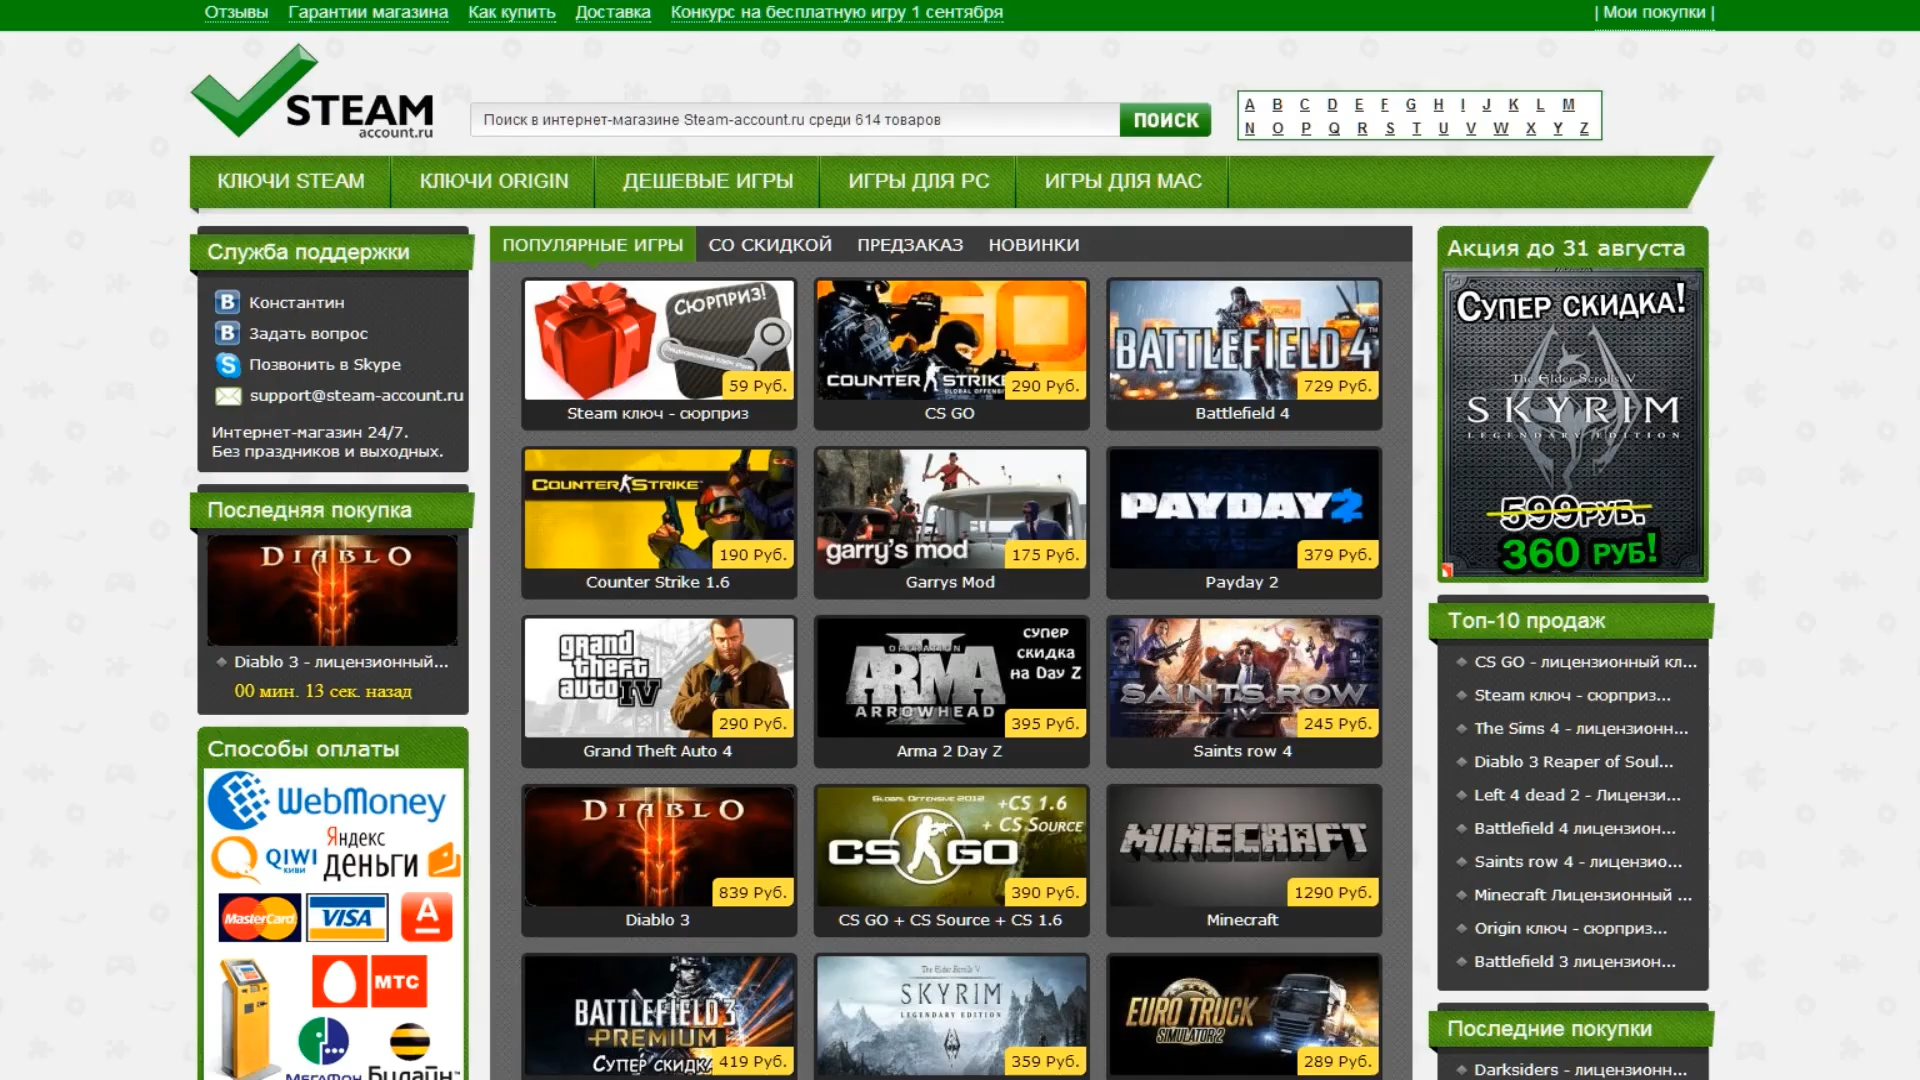 Отзывы Гарантии магазина Как купить Доставка Конкурс на бесплатную игру 1 сентября | Мои покупки |
STEAM
account.ru
Поиск в интернет-магазине Steam-account.ru среди 614 товаров
ПОИСК
A B C D E F G H I J K L M
N O P Q R S T U V W X Y Z
КЛЮЧИ STEAM КЛЮЧИ ORIGIN ДЕШЕВЫЕ ИГРЫ ИГРЫ ДЛЯ PC ИГРЫ ДЛЯ MAC
Служба поддержки
Константин
Задать вопрос
Позвонить в Skype
support@steam-account.ru
Интернет-магазин 24/7.
Без праздников и выходных.
Последняя покупка
DIABLO
Diablo 3 - лицензионный...
00 мин. 13 сек. назад
Способы оплаты
WebMoney
Яндекс
QIWI
киви
деньги
MasterCard
VISA
А
МТС
МЕГАФОН
Билайн
ПОПУЛЯРНЫЕ ИГРЫ СО СКИДКОЙ ПРЕДЗАКАЗ НОВИНКИ
СЮРПРИЗ!
59 Руб.
Steam ключ - сюрприз
GO
COUNTER STRIKE
GLOBAL OFFENSIVE
290 Руб.
CS GO
BATTLEFIELD 4
729 Руб.
Battlefield 4
COUNTER STRIKE
190 Руб.
Counter Strike 1.6
garry's mod
175 Руб.
Garrys Mod
PAYDAY 2
379 Руб.
Payday 2
grand
theft
auto IV
290 Руб.
Grand Theft Auto 4
супер
скидка
на Day Z
II
OPERATION
ARMA
ARROWHEAD
395 Руб.
Arma 2 Day Z
SAINTS ROW
IV
245 Руб.
Saints row 4
DIABLO
839 Руб.
Diablo 3
Global Offensive 2012
+CS 1.6
+ CS Source
CS GO
390 Руб.
CS GO + CS Source + CS 1.6
MINECRAFT
1290 Руб.
Minecraft
BATTLEFIELD 3
PREMIUM
Супер скидка
419 Руб.
The Elder Scrolls V
SKYRIM
LEGENDARY EDITION
359 Руб.
EURO TRUCK
SIMULATOR 2
289 Руб.
Акция до 31 августа
Супер скидка!
The Elder Scrolls V
SKYRIM
LEGENDARY EDITION
599 РУБ.
360 РУБ!
Топ-10 продаж
CS GO - лицензионный кл...
Steam ключ - сюрприз...
The Sims 4 - лицензионн...
Diablo 3 Reaper of Soul...
Left 4 dead 2 - Лицензи...
Battlefield 4 лицензион...
Saints row 4 - лицензио...
Minecraft Лицензионный ...
Origin ключ - сюрприз...
Battlefield 3 лицензион...
Последние покупки
Darksiders - лицензионн...